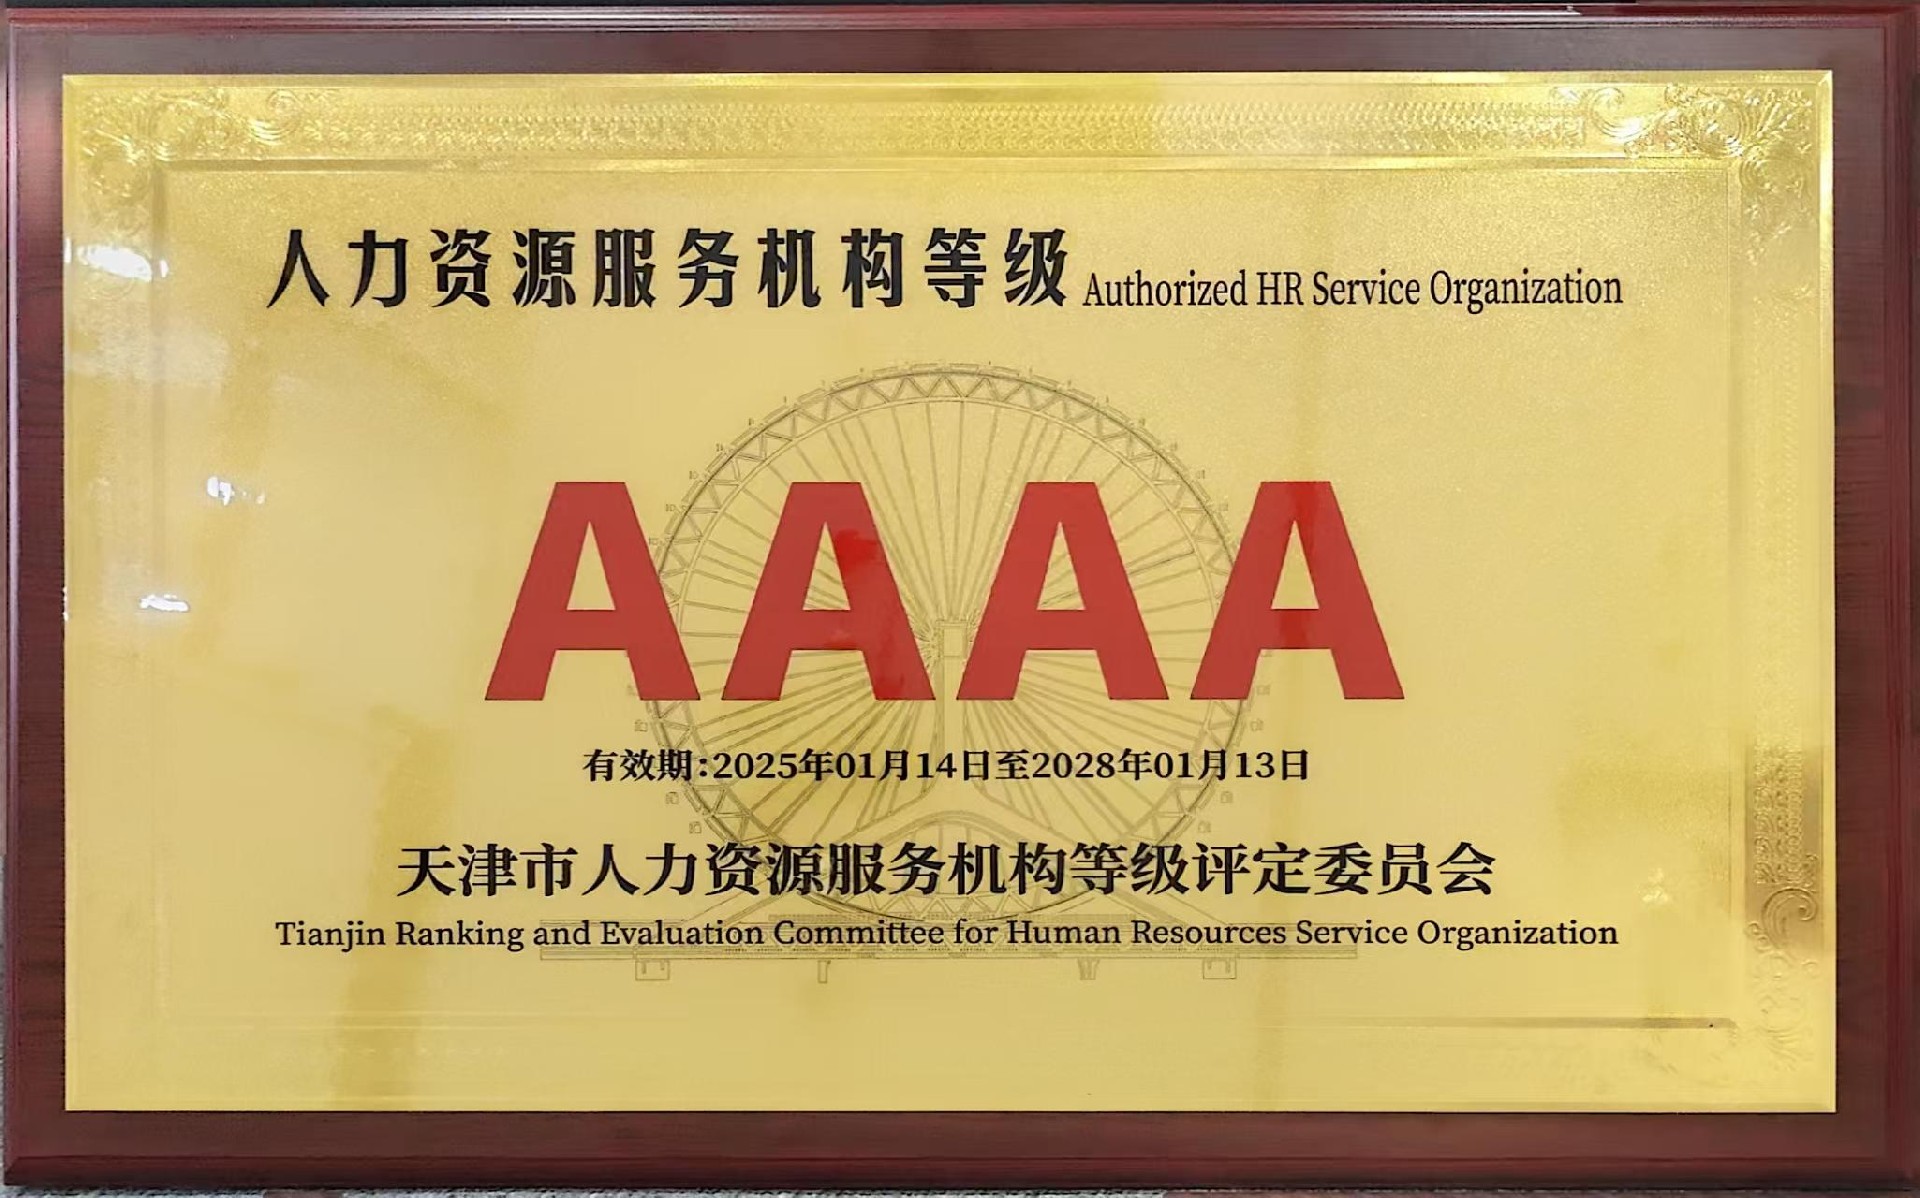 人力资源服务机构等级 Authorized HR Service Organization
AAAA
有效期:2025年01月14日至2028年01月13日
天津市人力资源服务机构等级评定委员会
Tianjin Ranking and Evaluation Committee for Human Resources Service Organization